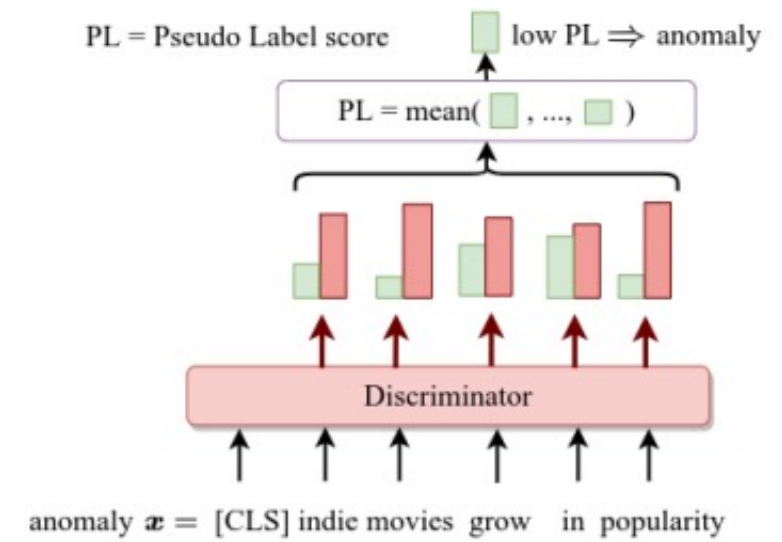 PL = Pseudo Label score
low PL ⇒ anomaly
PL = mean( , ..., )
Discriminator
anomaly x = [CLS] indie movies grow in popularity